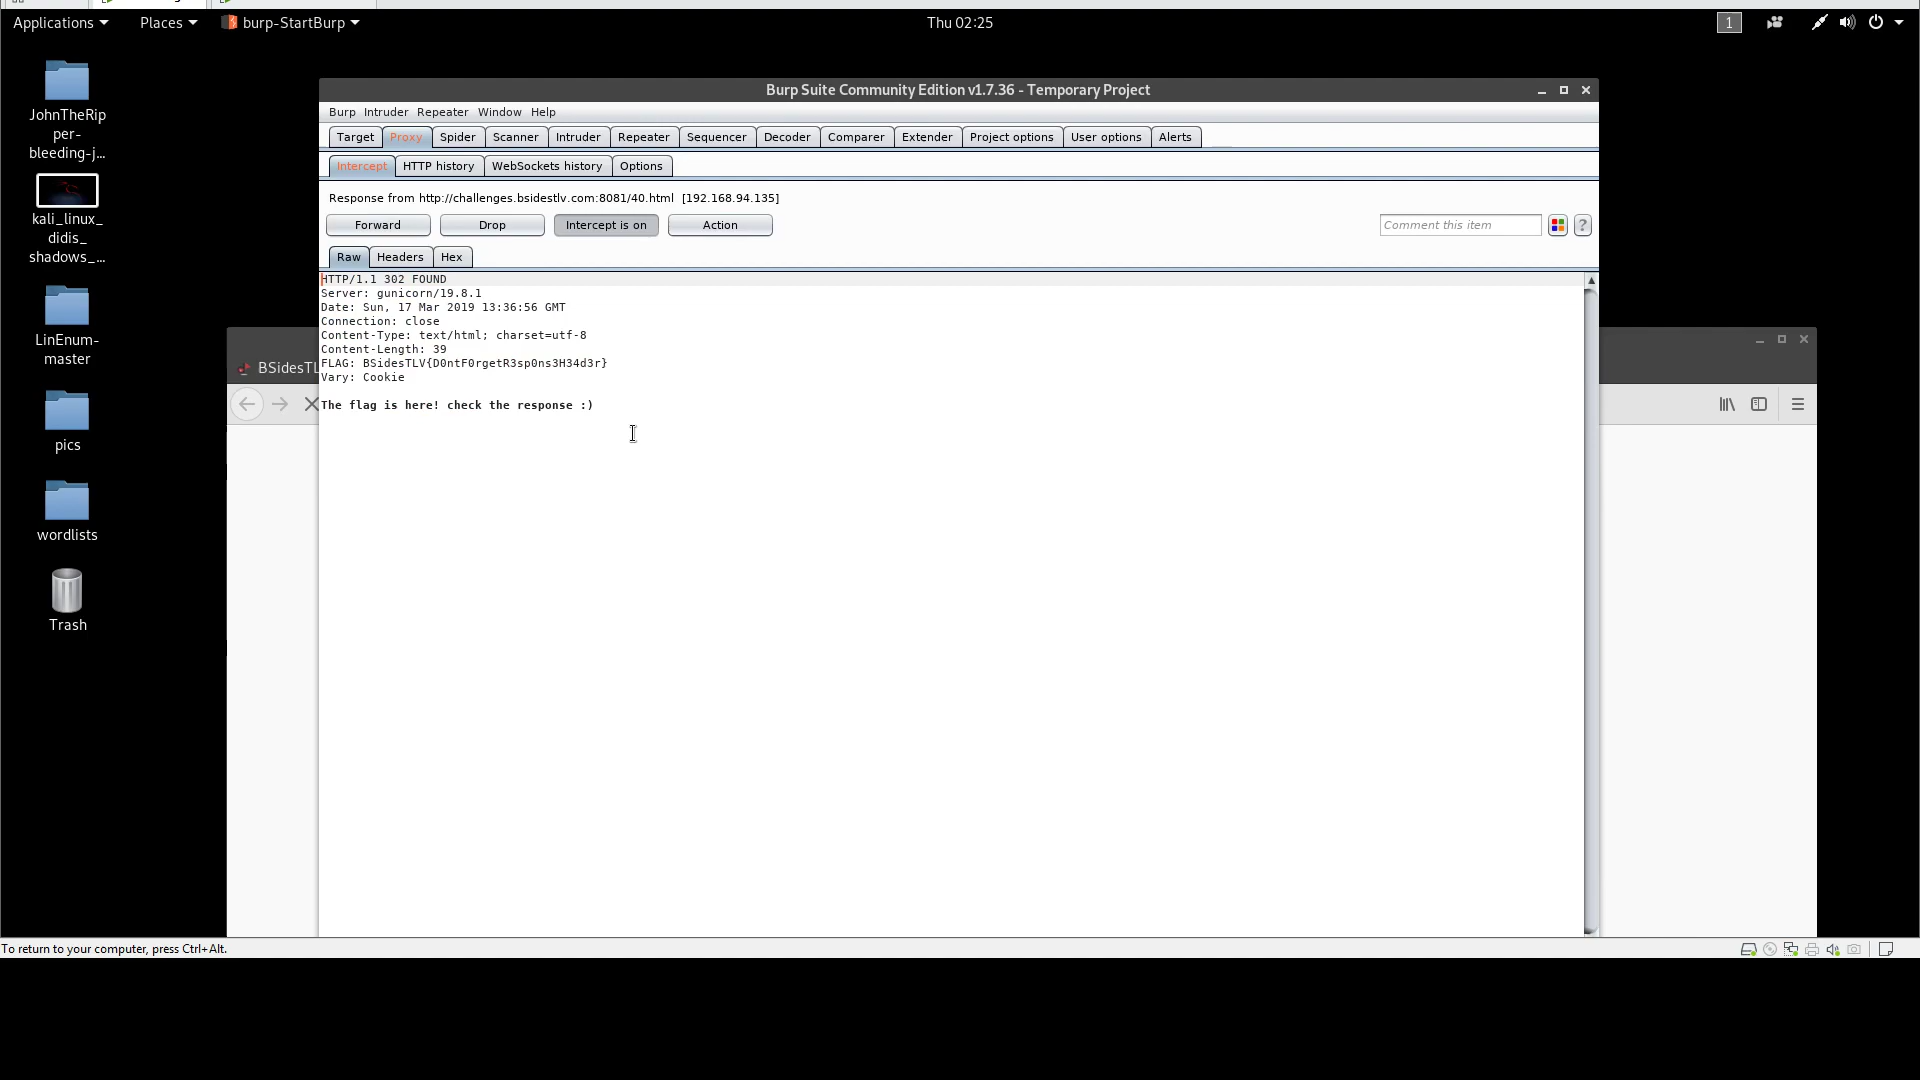 Applications
Places
burp-StartBurp
Thu 02:25
1
JohnTheRip
per-
bleeding-j...
kali_linux_
didis_
shadows_...
LinEnum-
master
pics
wordlists
Trash
Burp Suite Community Edition v1.7.36 - Temporary Project
Burp Intruder Repeater Window Help
Target Proxy Spider Scanner Intruder Repeater Sequencer Decoder Comparer Extender Project options User options Alerts
Intercept HTTP history WebSockets history Options
Response from http://challenges.bsidestlv.com:8081/40.html [192.168.94.135]
Forward Drop Intercept is on Action Comment this item ?
Raw Headers Hex
HTTP/1.1 302 FOUND
Server: gunicorn/19.8.1
Date: Sun, 17 Mar 2019 13:36:56 GMT
Connection: close
Content-Type: text/html; charset=utf-8
Content-Length: 39
FLAG: BSidesTLV{D0ntF0rgetR3sp0ns3H34d3r}
Vary: Cookie
The flag is here! check the response :)
BSidesTL
To return to your computer, press Ctrl+Alt.